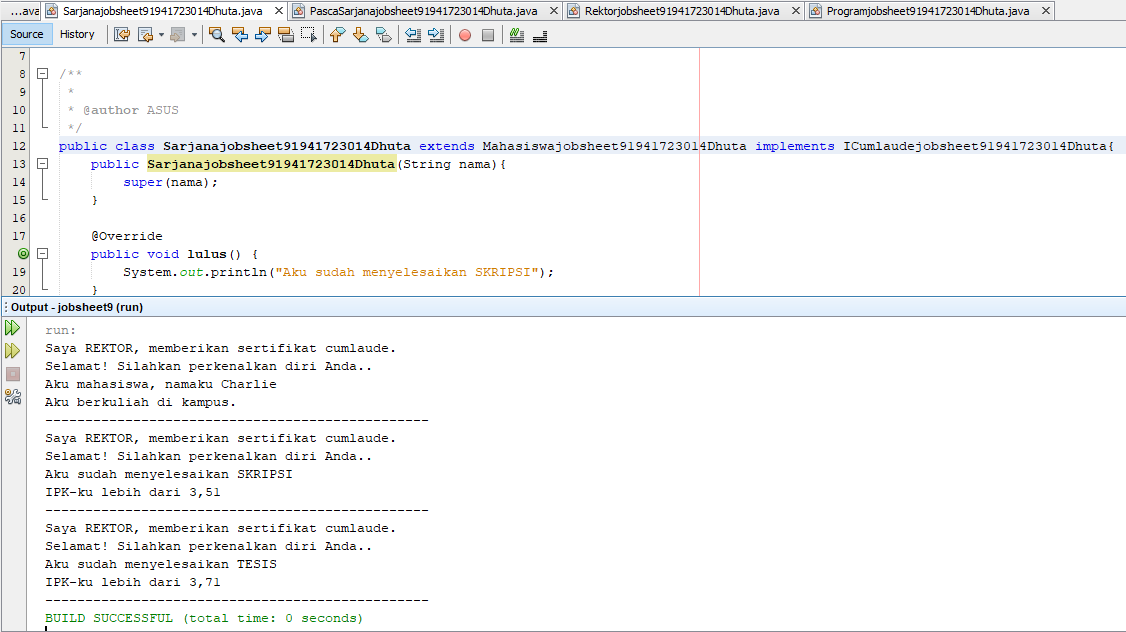 ...ava Sarjanajobsheet91941723014Dhuta.java PascaSarjanajobsheet91941723014Dhuta.java Rektorjobsheet91941723014Dhuta.java Programjobsheet91941723014Dhuta.java
Source History
7
8 /**
9 *
10 * @author ASUS
11 */
12 public class Sarjanajobsheet91941723014Dhuta extends Mahasiswajobsheet91941723014Dhuta implements ICumlaudejobsheet91941723014Dhuta{
13 public Sarjanajobsheet91941723014Dhuta(String nama){
14 super(nama);
15 }
16
17 @Override
public void lulus() {
19 System.out.println("Aku sudah menyelesaikan SKRIPSI");
20 }
Output - jobsheet9 (run)
run:
Saya REKTOR, memberikan sertifikat cumlaude.
Selamat! Silahkan perkenalkan diri Anda..
Aku mahasiswa, namaku Charlie
Aku berkuliah di kampus.
------------------------------------------------
Saya REKTOR, memberikan sertifikat cumlaude.
Selamat! Silahkan perkenalkan diri Anda..
Aku sudah menyelesaikan SKRIPSI
IPK-ku lebih dari 3,51
------------------------------------------------
Saya REKTOR, memberikan sertifikat cumlaude.
Selamat! Silahkan perkenalkan diri Anda..
Aku sudah menyelesaikan TESIS
IPK-ku lebih dari 3,71
------------------------------------------------
BUILD SUCCESSFUL (total time: 0 seconds)